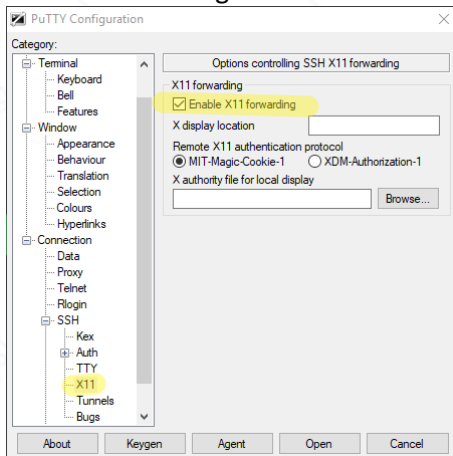 PuTTY Configuration
Category:
Terminal
Keyboard
Bell
Features
Window
Appearance
Behaviour
Translation
Selection
Colours
Hyperlinks
Connection
Data
Proxy
Telnet
Rlogin
SSH
Kex
Auth
TTY
X11
Tunnels
Bugs
Options controlling SSH X11 forwarding
X11 forwarding
Enable X11 forwarding
X display location
Remote X11 authentication protocol
MIT-Magic-Cookie-1 XDM-Authorization-1
X authority file for local display
Browse...
About Keygen Agent Open Cancel